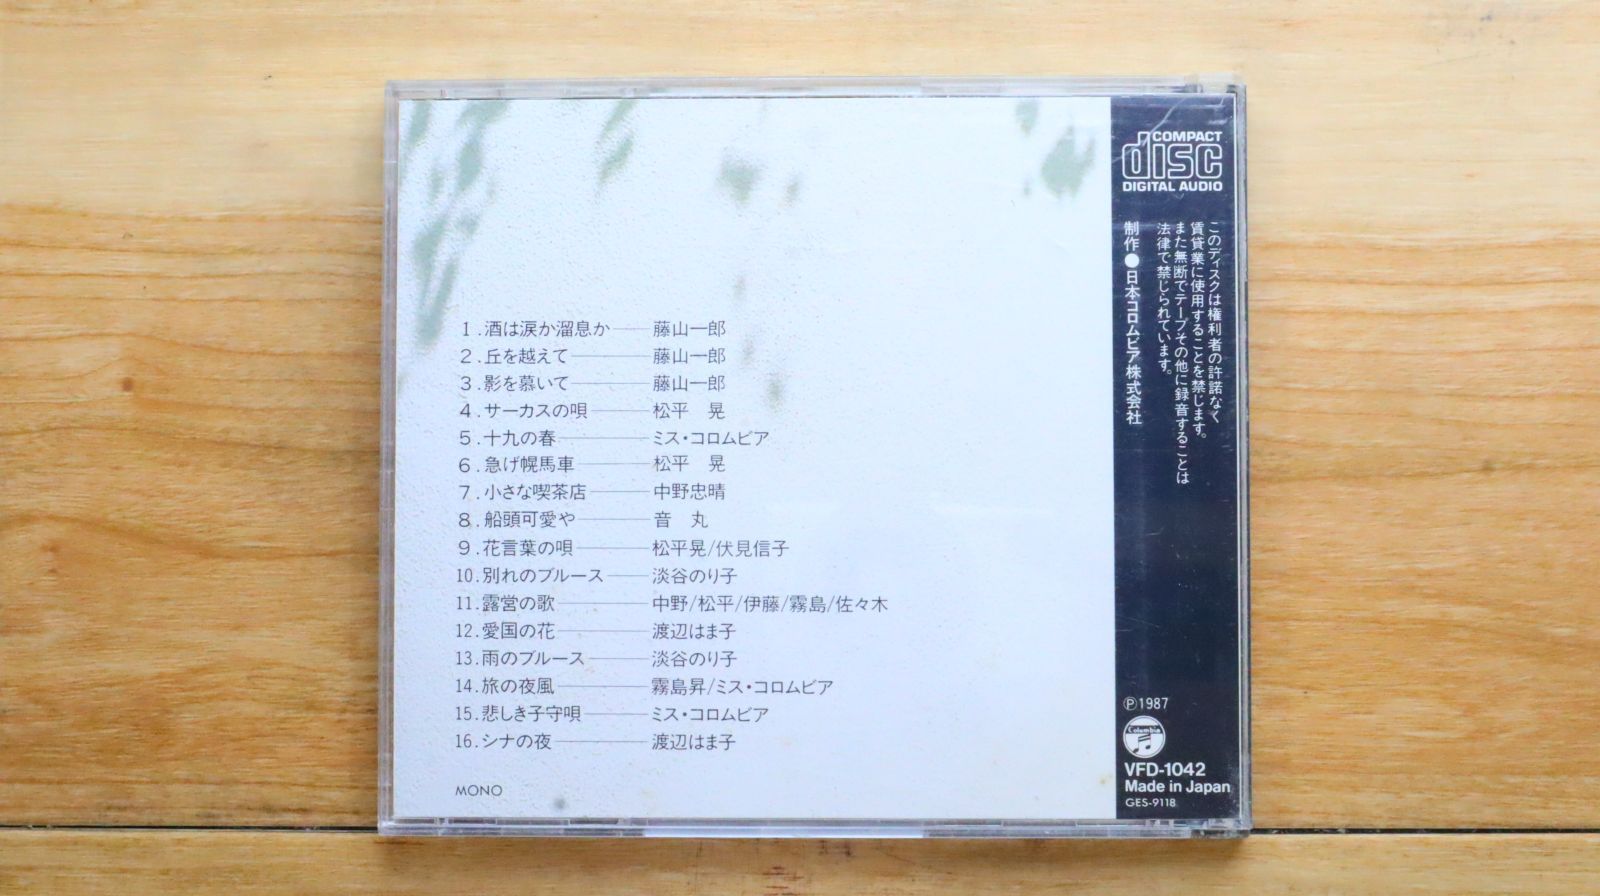 1.酒は涙か溜息か──藤山一郎
2.丘を越えて──藤山一郎
3.影を慕いて──藤山一郎
4.サーカスの唄──松平　晃
5.十九の春──ミス・コロムビア
6.急げ幌馬車──松平　晃
7.小さな喫茶店──中野忠晴
8.船頭可愛や──音　丸
9.花言葉の唄──松平晃/伏見信子
10.別れのブルース──淡谷のり子
11.露営の歌──中野/松平/伊藤/霧島/佐々木
12.愛国の花──渡辺はま子
13.雨のブルース──淡谷のり子
14.旅の夜風──霧島昇/ミス・コロムビア
15.悲しき子守唄──ミス・コロムビア
16.シナの夜──渡辺はま子
MONO
COMPACT
disc
DIGITAL AUDIO
このディスクは権利者の許諾なく
賃貸業に使用することを禁じます。
また無断でテープその他に録音することは
法律で禁じられています。
制作●日本コロムビア株式会社
Ⓟ1987
Columbia
VFD-1042
Made in Japan
GES-9118